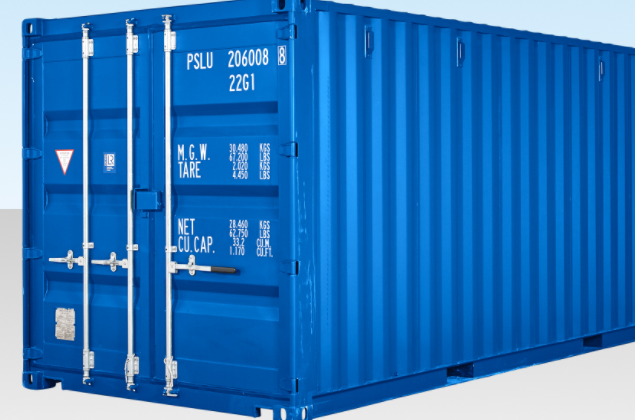 PSLU 206008 8
22G1
M.G.W. 30.480 KGS
67.200 LBS
TARE 2.020 KGS
4.450 LBS
NET 28.460 KGS
62.750 LBS
CU.CAP. 33.2 CU.M.
1.170 CU.FT.